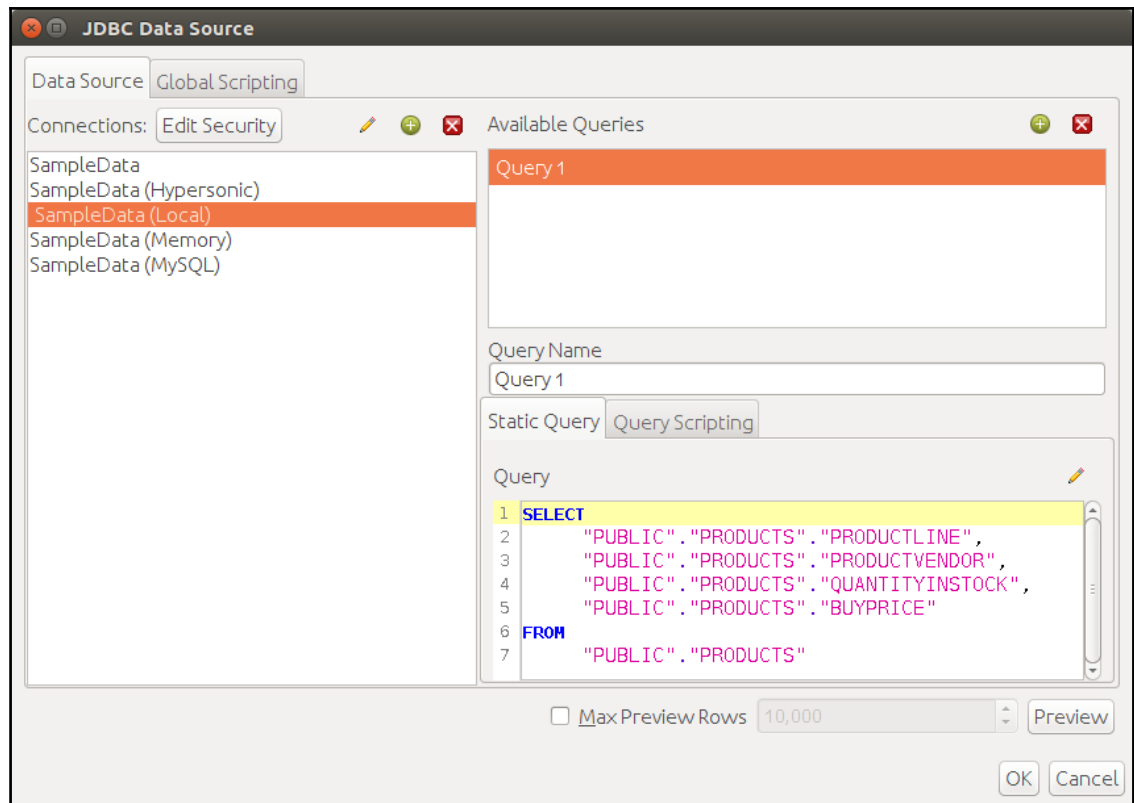 JDBC Data Source
Data Source Global Scripting
Connections: Edit Security
SampleData
SampleData (Hypersonic)
SampleData (Local)
SampleData (Memory)
SampleData (MySQL)
Available Queries
Query 1
Query Name
Query 1
Static Query Query Scripting
Query
1 SELECT
2 "PUBLIC"."PRODUCTS"."PRODUCTLINE",
3 "PUBLIC"."PRODUCTS"."PRODUCTVENDOR",
4 "PUBLIC"."PRODUCTS"."QUANTITYINSTOCK",
5 "PUBLIC"."PRODUCTS"."BUYPRICE"
6 FROM
7 "PUBLIC"."PRODUCTS"
Max Preview Rows 10,000 Preview
OK Cancel